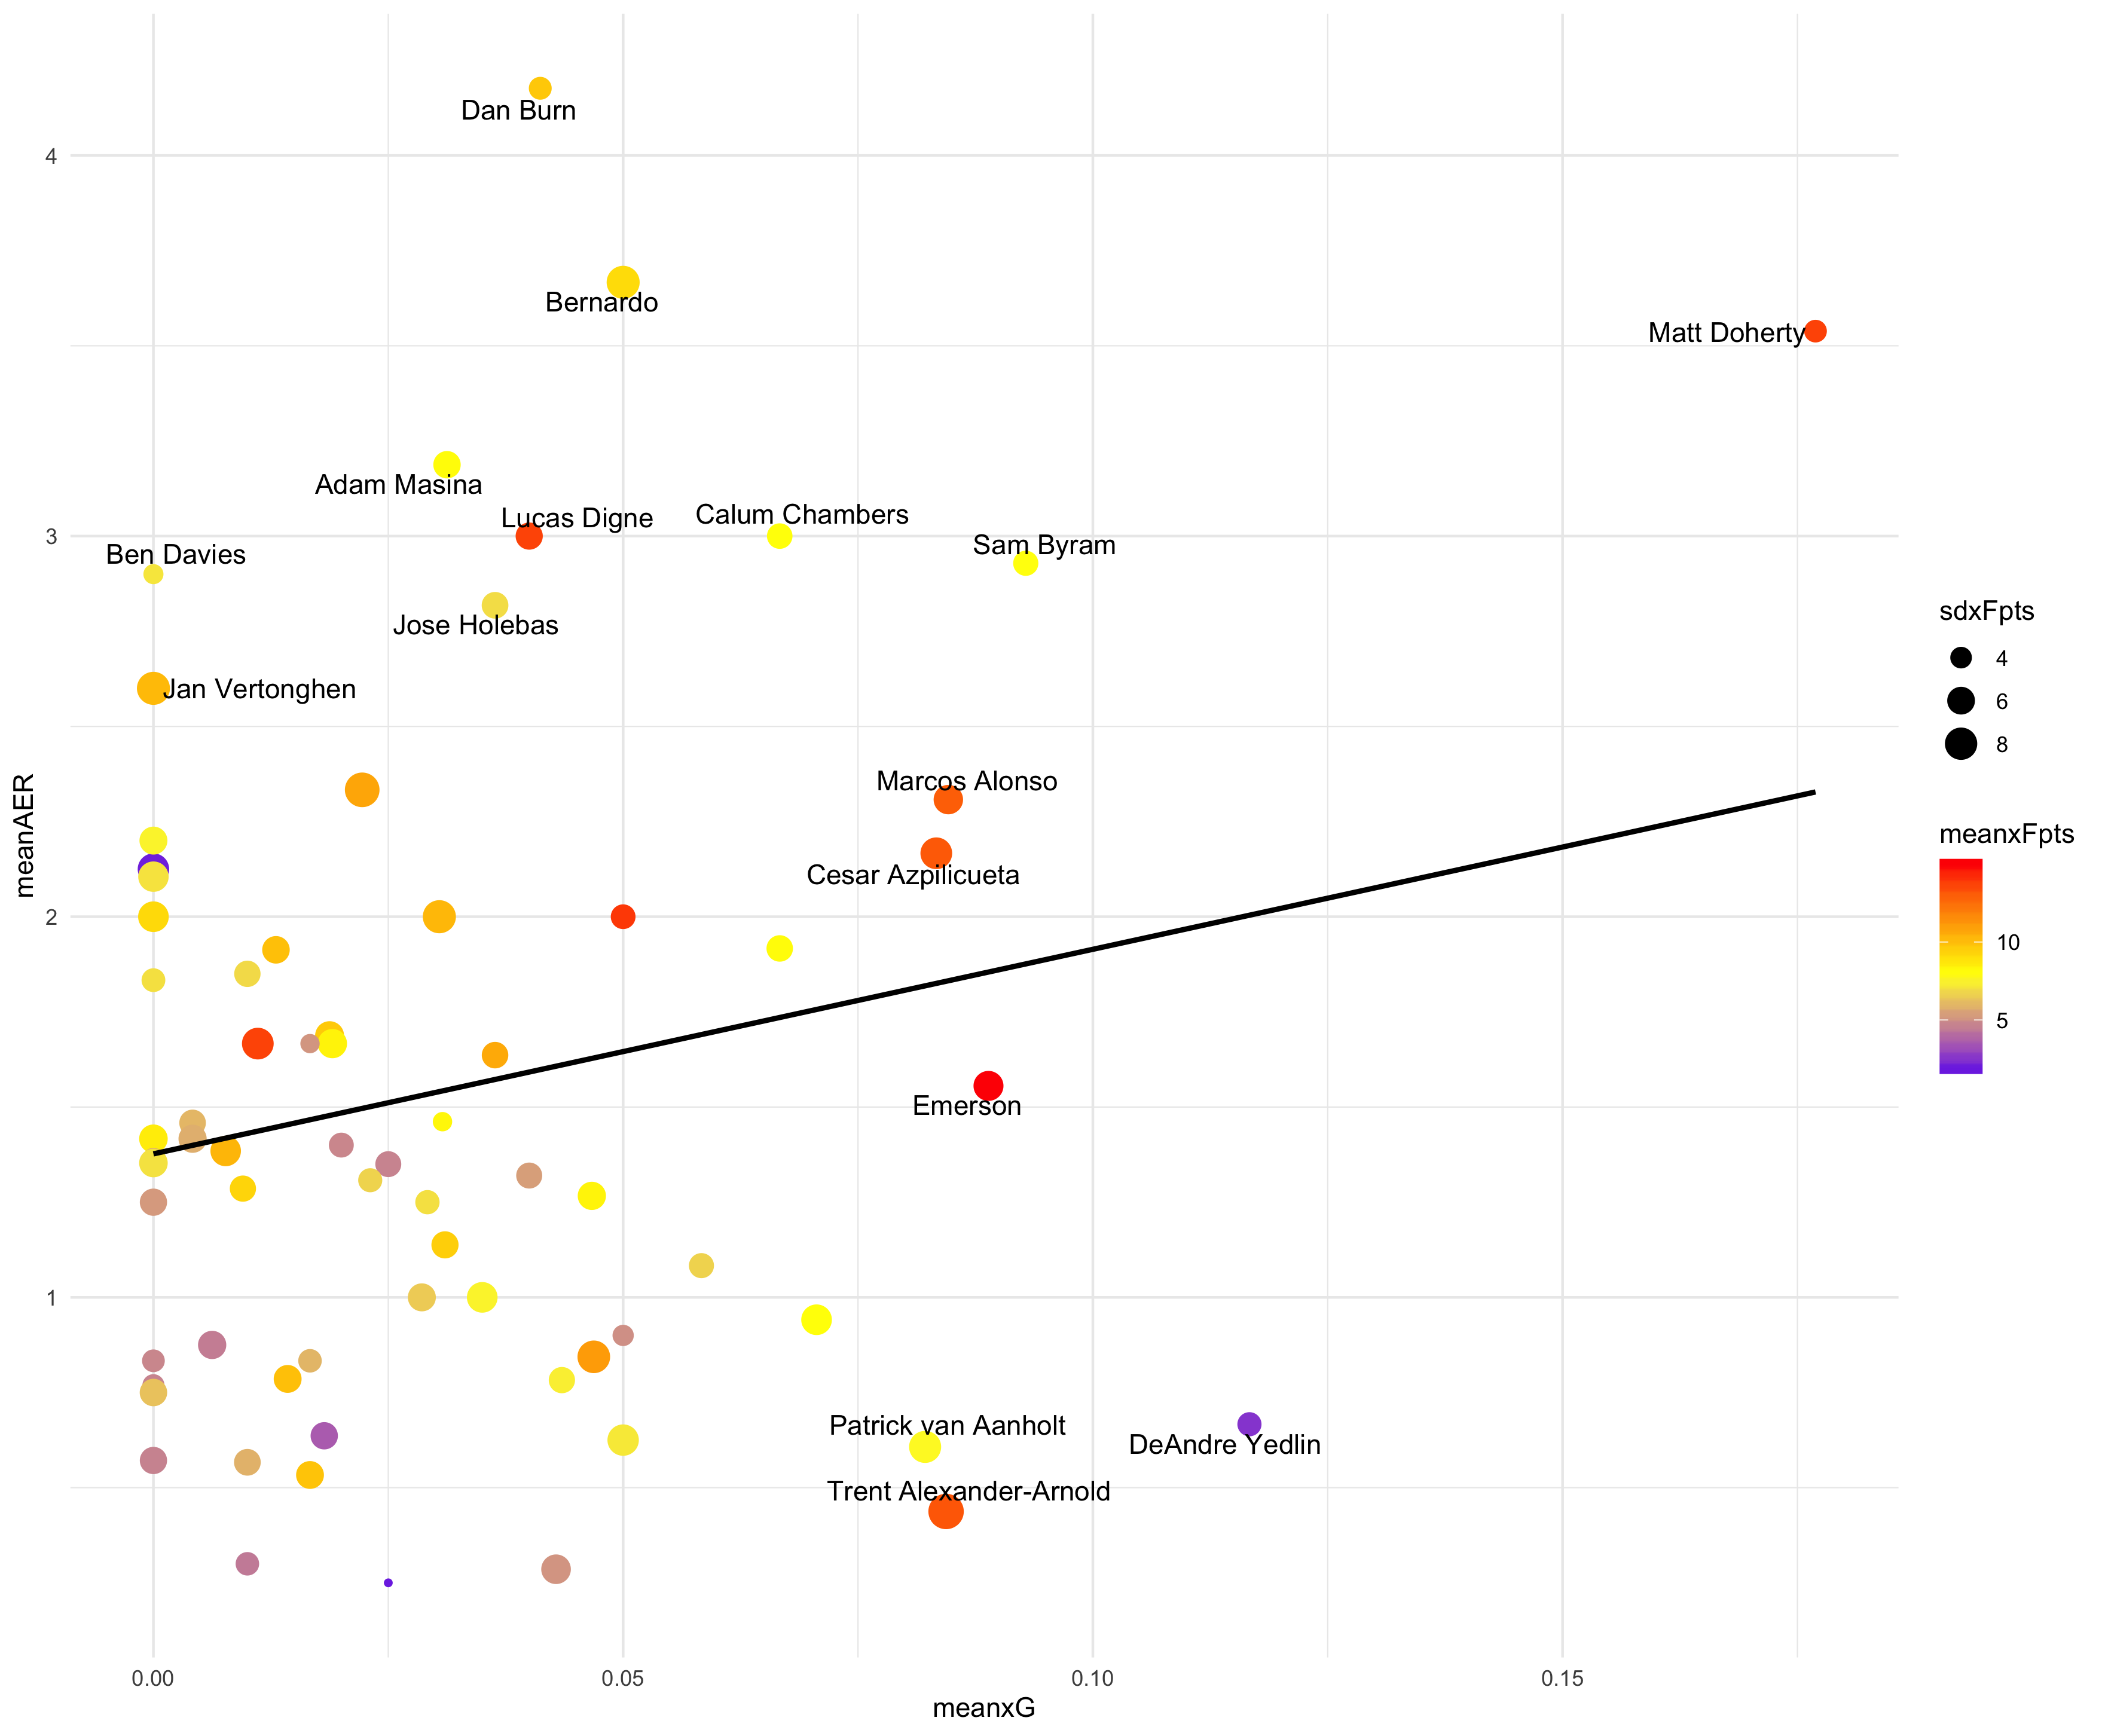 Dan Burn
4
Bernardo
Matt Doherty
Adam Masina
Lucas Digne
Calum Chambers
3
Sam Byram
Ben Davies
Jose Holebas
Jan Vertonghen
Marcos Alonso
Cesar Azpilicueta
2
Emerson
1
Patrick van Aanholt
DeAndre Yedlin
Trent Alexander-Arnold
meanAER
0.00
0.05
0.10
0.15
meanxG
sdxFpts
4
6
8
meanxFpts
10
5